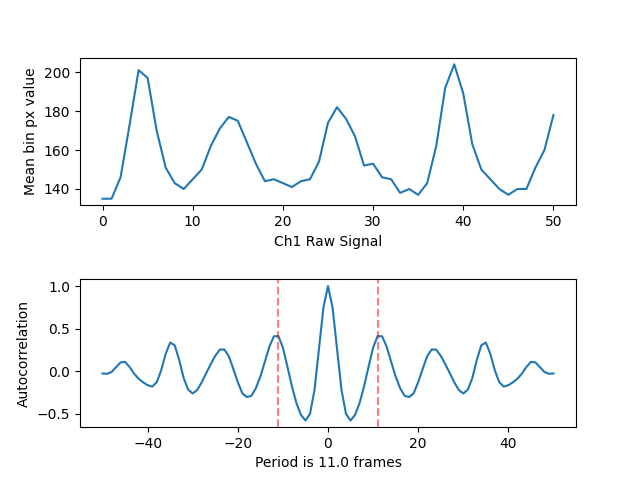 200
180
160
140
Mean bin px value
0 10 20 30 40 50
Ch1 Raw Signal
1.0
0.5
0.0
−0.5
Autocorrelation
−40 −20 0 20 40
Period is 11.0 frames